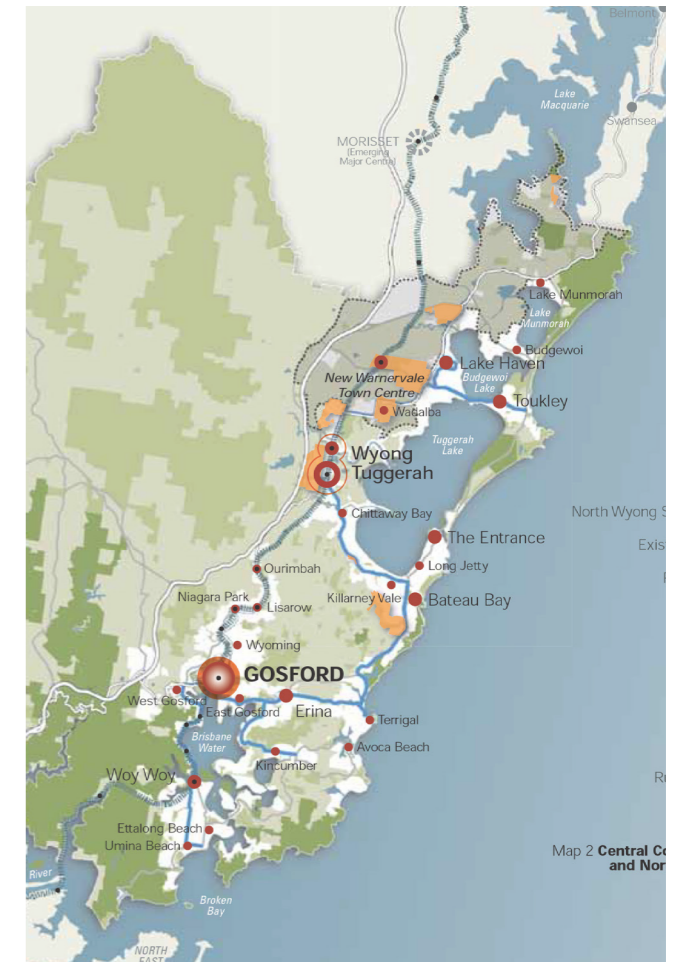 Belmont
Lake
Macquarie
Swansea
MORISSET
(Emerging
Major Centre)
Lake Munmorah
Lake
Munmorah
Budgewoi
Lake Haven
New Warnervale
Town Centre
Budgewoi
Lake
Toukley
Wadalba
Tuggerah
Lake
Wyong
Tuggerah
Chittaway Bay
North Wyong S
The Entrance
Exis
Long Jetty
Ourimbah
Killarney Vale
Bateau Bay
Niagara Park
Lisarow
Wyoming
GOSFORD
West Gosford
East Gosford
Erina
Terrigal
Brisbane
Water
Avoca Beach
Kincumber
Woy Woy
Ru
Ettalong Beach
Umina Beach
Map 2 Central Co
and Nor
River
Broken
Bay
NORTH
EAST